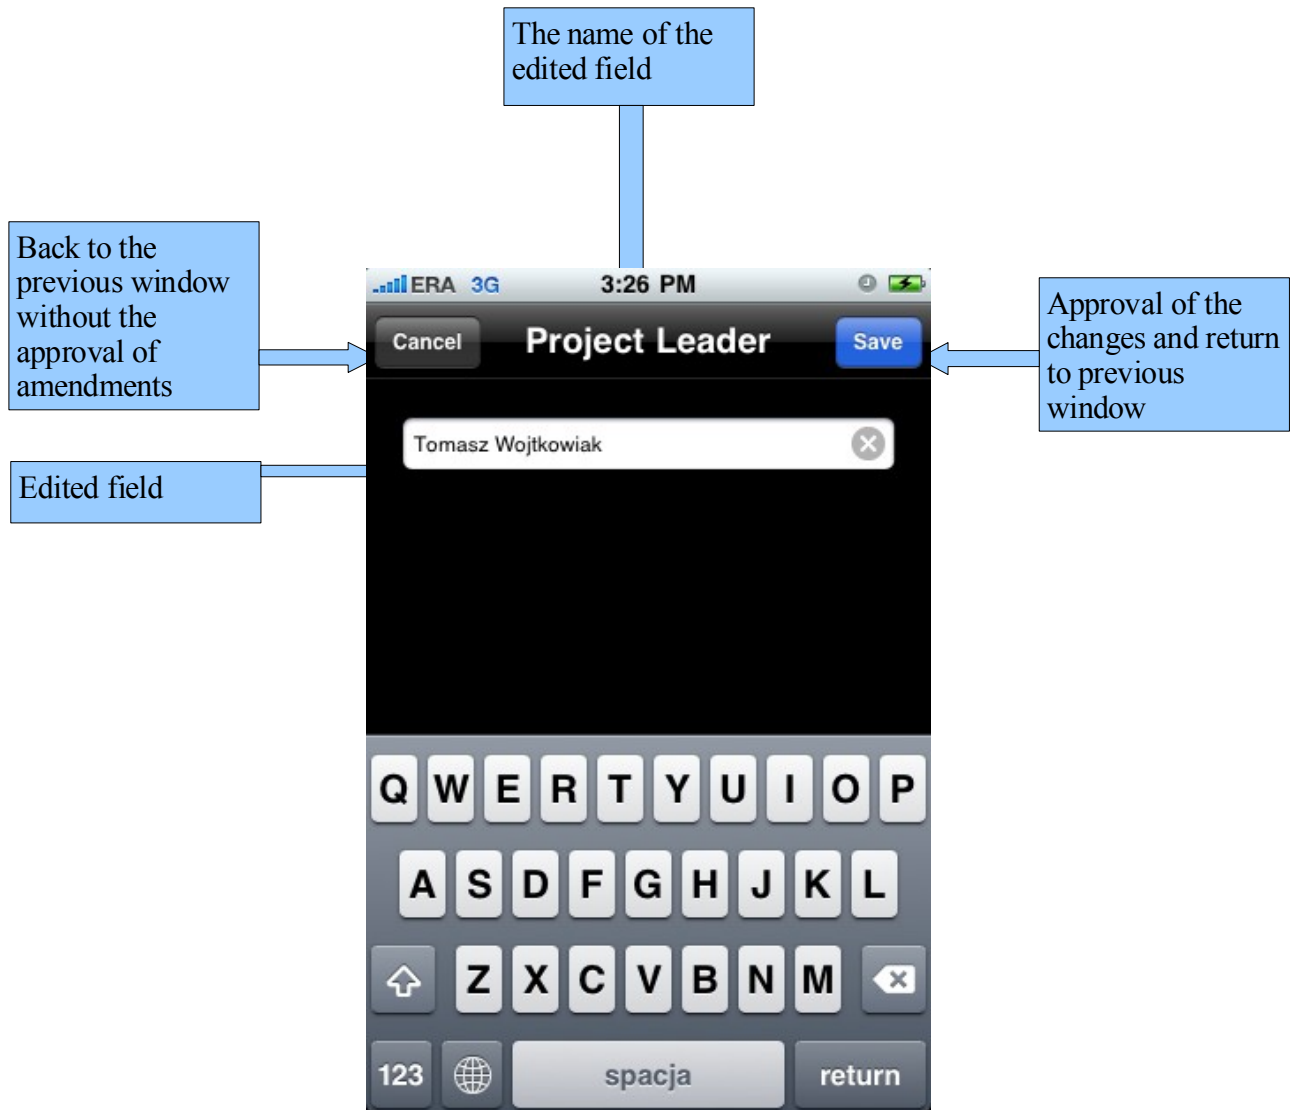 The name of the
edited field
Back to the
previous window
without the
approval of
amendments
ERA 3G 3:26 PM
Cancel Project Leader Save
Approval of the
changes and return
to previous
window
Tomasz Wojtkowiak
Edited field
Q W E R T Y U I O P
A S D F G H J K L
Z X C V B N M
123 spacja return